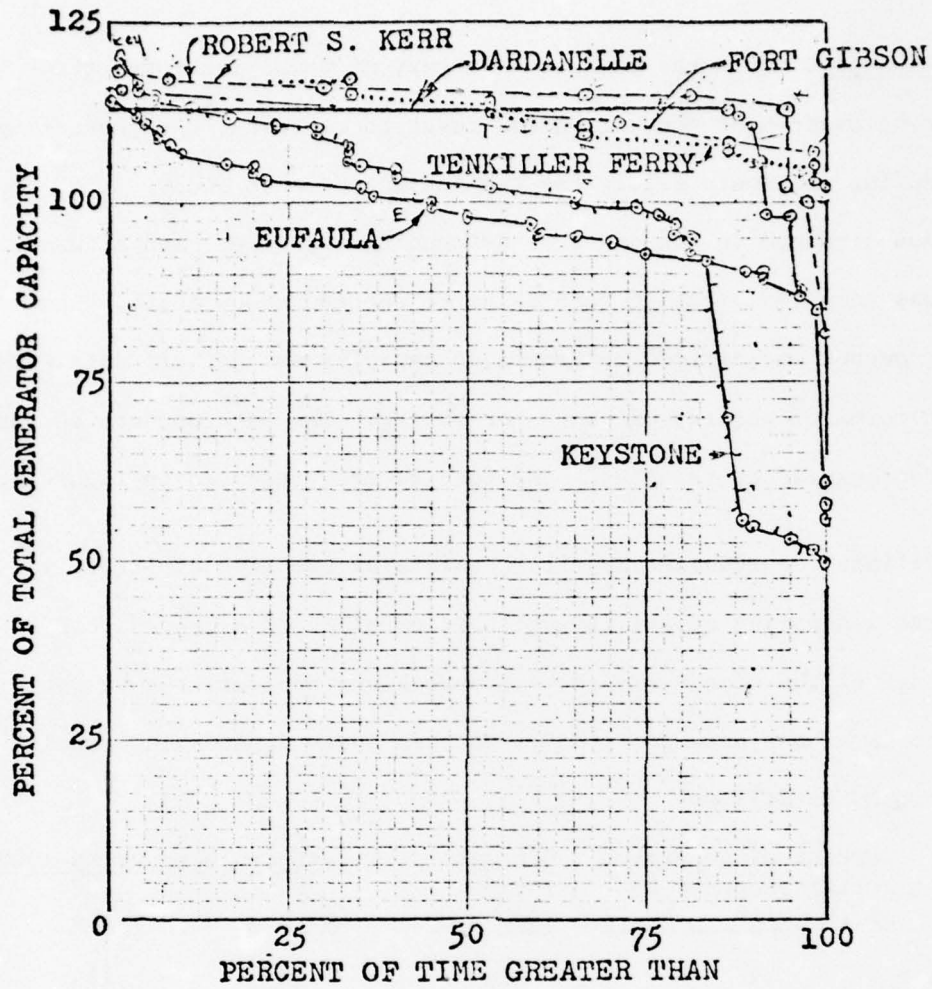 125
ROBERT S. KERR
DARDANELLE
FORT GIBSON
TENKILLER FERRY
100
E
EUFAULA
75
KEYSTONE
50
25
0
25
50
75
100
PERCENT OF TOTAL GENERATOR CAPACITY
PERCENT OF TIME GREATER THAN